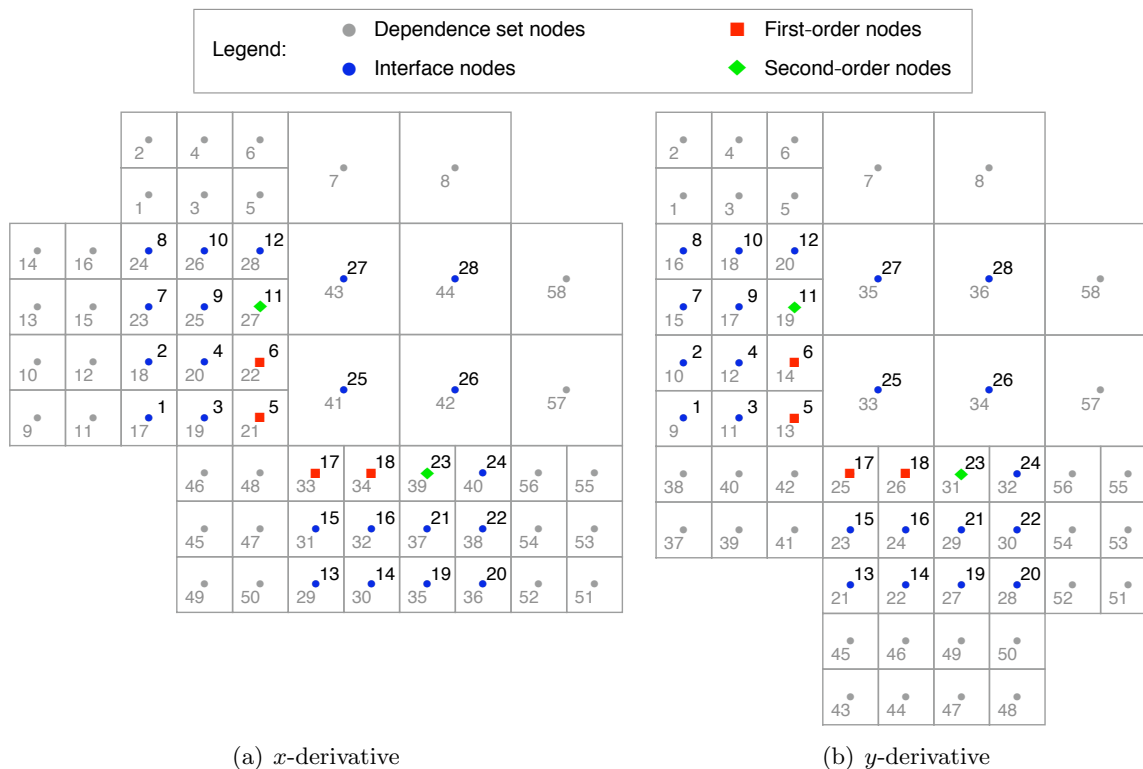 Legend:
Dependence set nodes
First-order nodes
Interface nodes
Second-order nodes
2 4 6
7 8
1 3 5
8 10 12
14 16 24 26 28
27 28
43 44 58
7 9 11
13 15 23 25 27
2 4 6
10 12 18 20 22
25 26
41 42 57
1 3 5
9 11 17 19 21
17 18 23 24
46 48 33 34 39 40 56 55
15 16 21 22
45 47 31 32 37 38 54 53
13 14 19 20
49 50 29 30 35 36 52 51
(a) x-derivative
2 4 6
7 8
1 3 5
8 10 12
16 18 20
27 28
35 36 58
7 9 11
15 17 19
2 4 6
10 12 14
25 26
33 34 57
1 3 5
9 11 13
17 18 23 24
38 40 42 25 26 31 32 56 55
15 16 21 22
37 39 41 23 24 29 30 54 53
13 14 19 20
21 22 27 28 52 51
45 46 49 50
43 44 47 48
(b) y-derivative